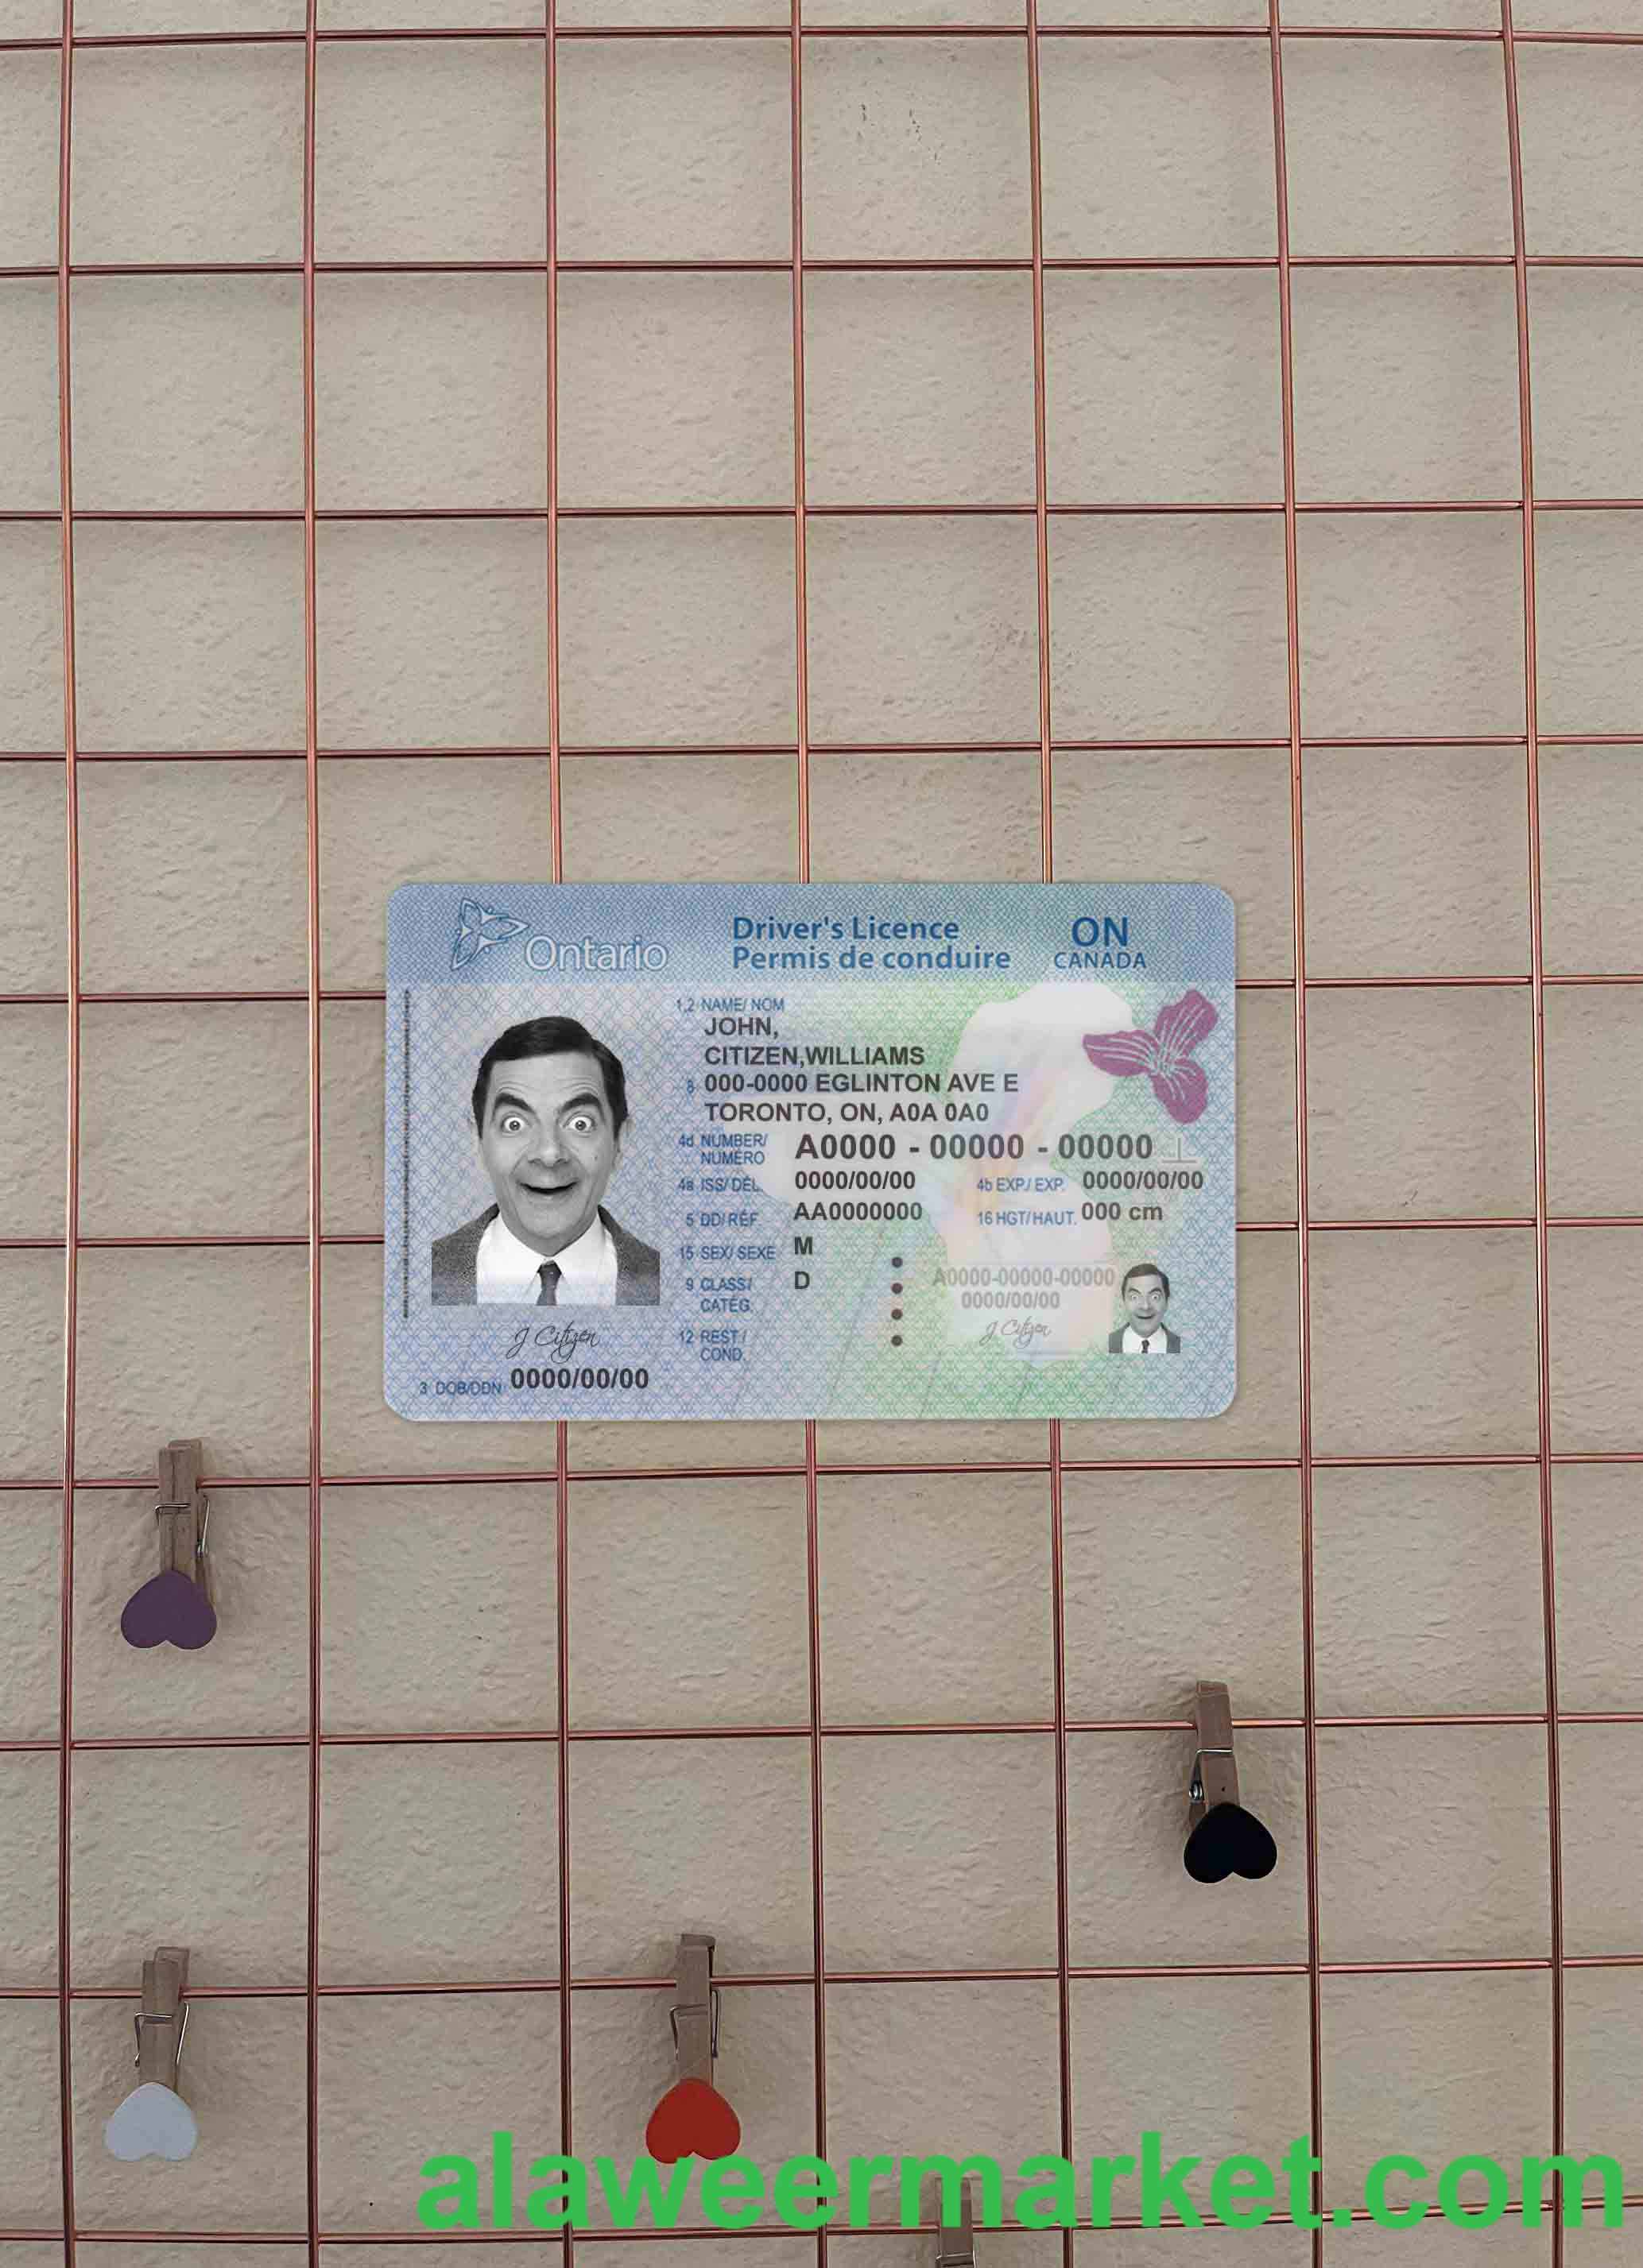 Ontario
Driver's Licence
Permis de conduire
ON
CANADA
1,2 NAME/ NOM
JOHN,
CITIZEN,WILLIAMS
8 000-0000 EGLINTON AVE E
TORONTO, ON, A0A 0A0
4d NUMBER/
NUMÉRO
A0000 - 00000 - 00000
4a ISS/ DÉL. 0000/00/00 4b EXP./ EXP. 0000/00/00
5 DD/RÉF. AA0000000 16 HGT/HAUT. 000 cm
15 SEX/ SEXE M
9 CLASS/ D
CATÉG.
12 REST./
COND.
A0000-00000-00000
0000/00/00
J Citizen
J Citizen
3 DOB/DDN 0000/00/00
alaweermarket.com